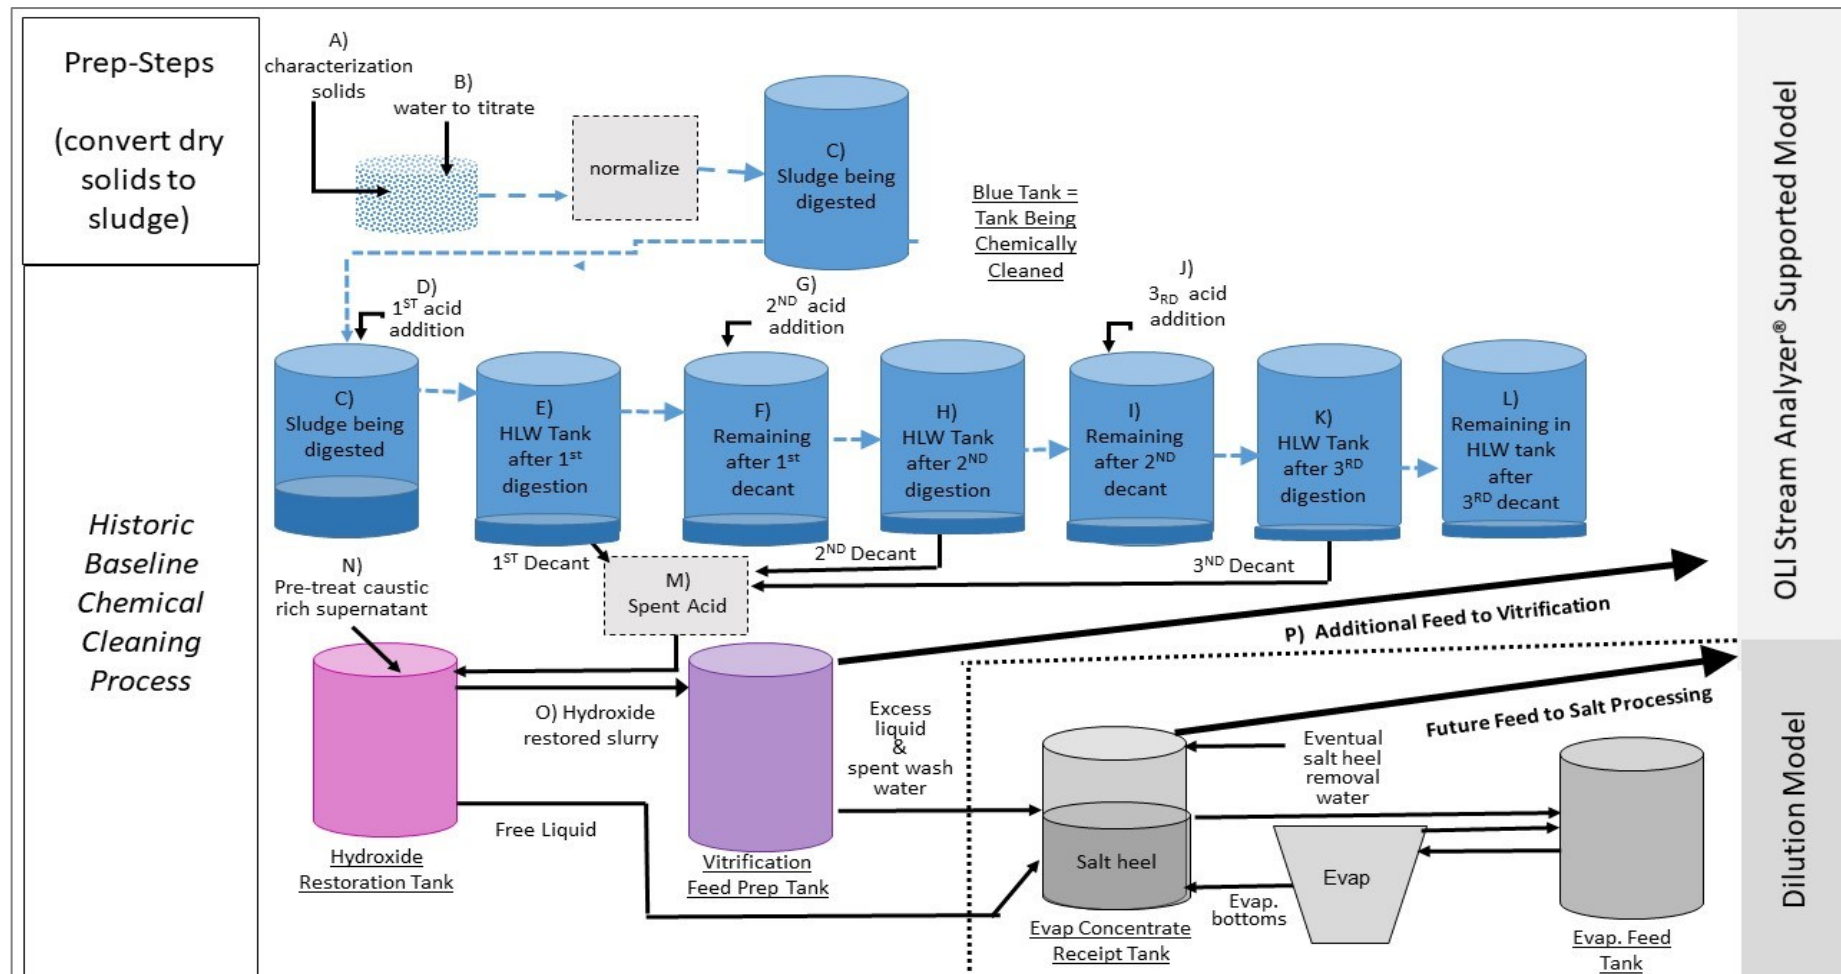 Prep-Steps
(convert dry
solids to
sludge)
Historic
Baseline
Chemical
Cleaning
Process
A)
characterization
solids
B)
water to titrate
normalize
C)
Sludge being
digested
Blue Tank =
Tank Being
Chemically
Cleaned
D)
1ST acid
addition
G)
2ND acid
addition
J)
3RD acid
addition
C)
Sludge being
digested
E)
HLW Tank
after 1st
digestion
F)
Remaining
after 1st
decant
H)
HLW Tank
after 2ND
digestion
I)
Remaining
after 2ND
decant
K)
HLW Tank
after 3RD
digestion
L)
Remaining in
HLW tank
after
3RD decant
1ST Decant
2ND Decant
3ND Decant
M)
Spent Acid
N)
Pre-treat caustic
rich supernatant
O) Hydroxide
restored slurry
P) Additional Feed to Vitrification
Future Feed to Salt Processing
Excess
liquid
&
spent wash
water
Eventual
salt heel
removal
water
Free Liquid
Salt heel
Evap
Evap.
bottoms
Hydroxide
Restoration Tank
Vitrification
Feed Prep Tank
Evap Concentrate
Receipt Tank
Evap. Feed
Tank
OLI Stream Analyzer® Supported Model
Dilution Model